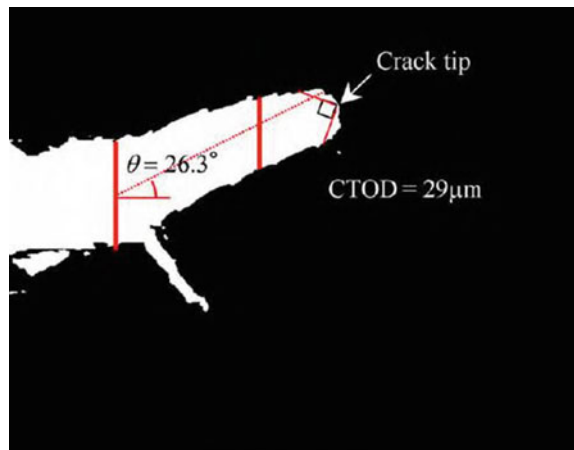 Crack tip
θ = 26.3°
CTOD = 29μm